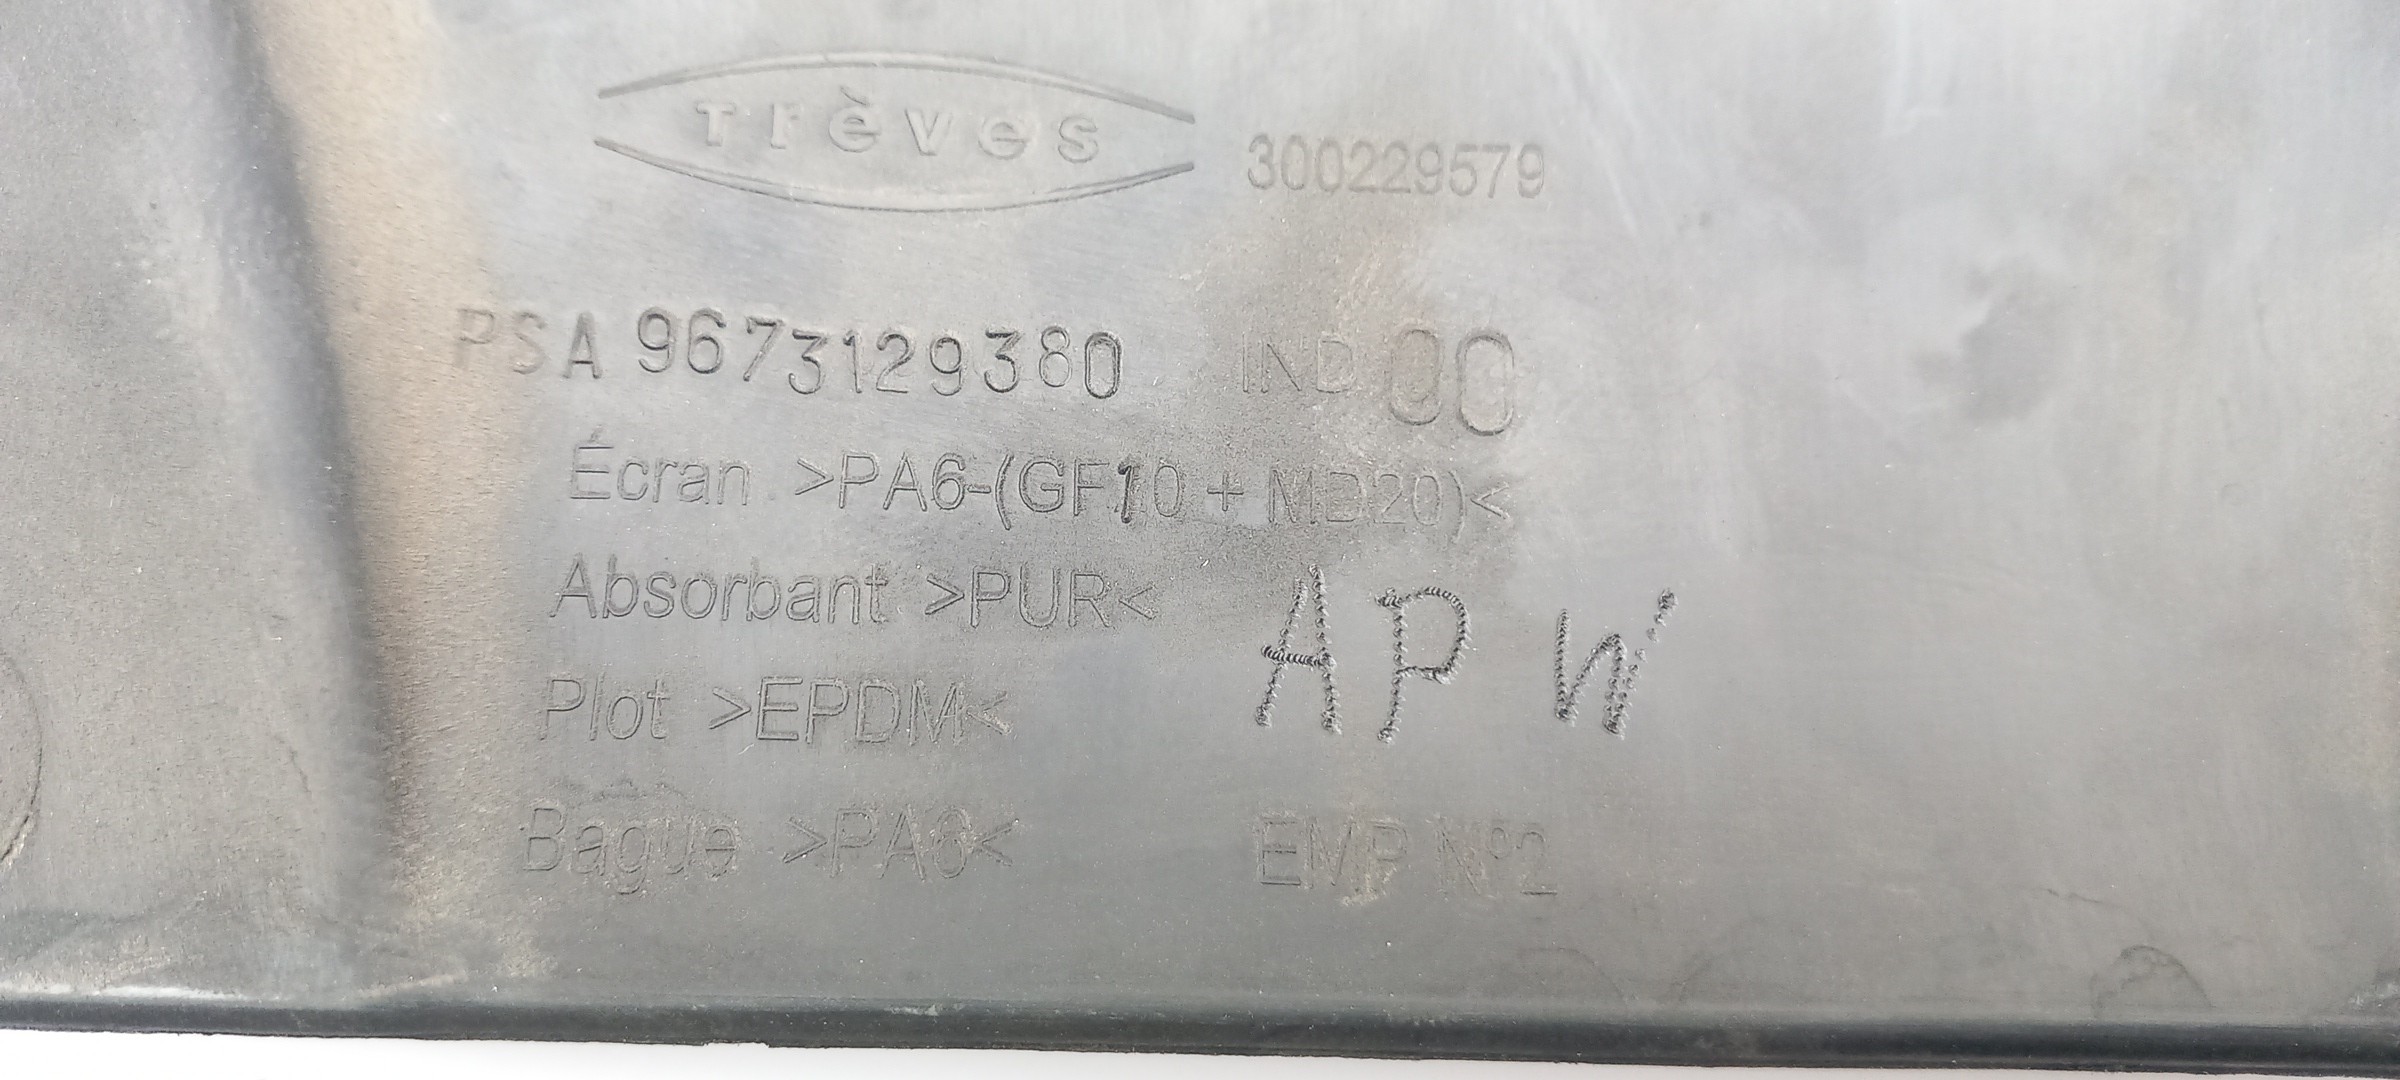 Trèves 300229579
PSA 9673129380 IND 00
Écran >PA6-(GF10 + MD20)<
Absorbant >PUR<
APW
Plot >EPDM<
Bague >PA6< EMP N°2